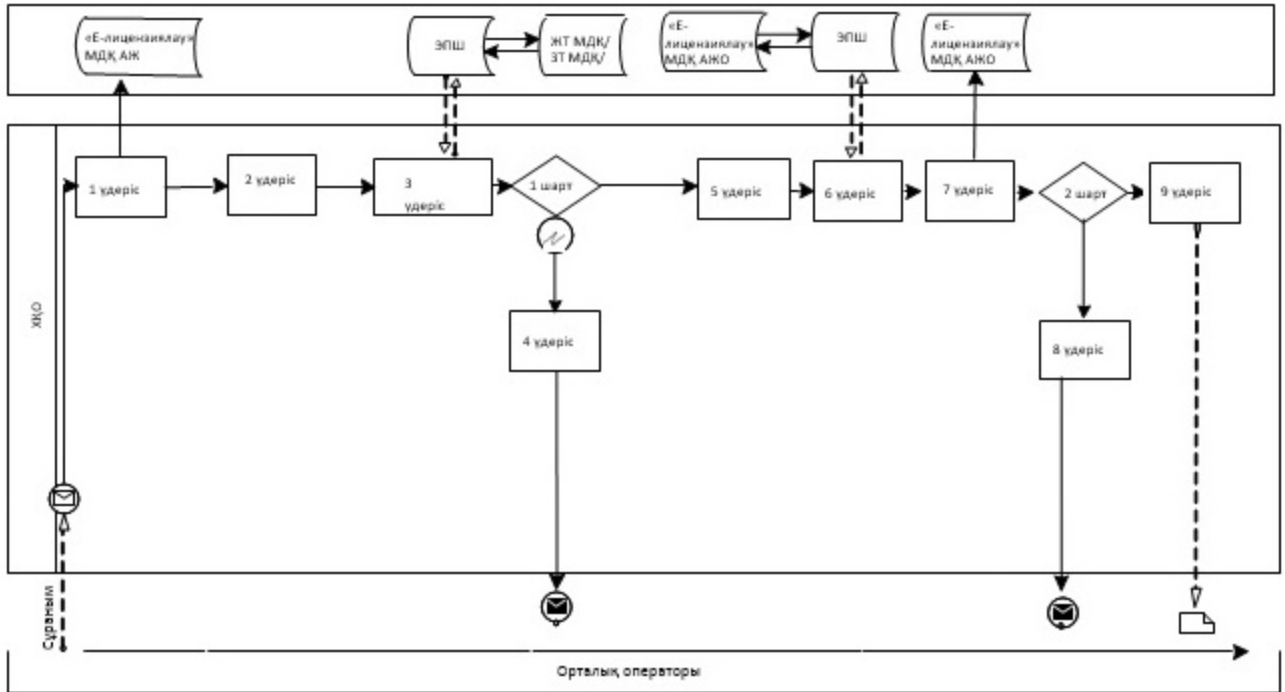 «Е-
лицензиялау»
МДҚ АЖ
ЭПШ
ЖТ МДҚ/
ЗТ МДҚ/
«Е-
лицензиялау»
МДҚ АЖО
ЭПШ
«Е-
лицензиялау»
МДҚ АЖО
1 үдеріс
2 үдеріс
3
үдеріс
1 шарт
5 үдеріс
6 үдеріс
7 үдеріс
2 шарт
9 үдеріс
ХҚО
4 үдеріс
8 үдеріс
Сұраным
Орталық операторы